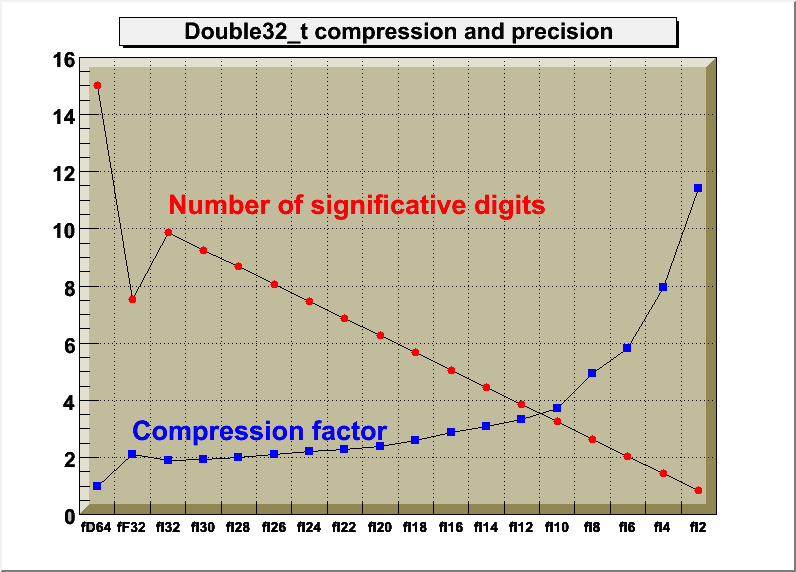 Double32_t compression and precision
16
14
12
10
8
6
4
2
0
Number of significative digits
Compression factor
fD64 fF32 fI32 fI30 fI28 fI26 fI24 fI22 fI20 fI18 fI16 fI14 fI12 fI10 fI8 fI6 fI4 fI2